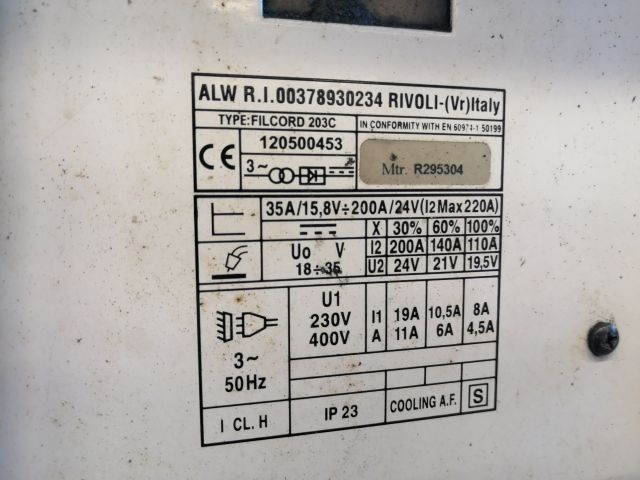 ALW R.I.00378930234 RIVOLI-(Vr)Italy
TYPE:FILCORD 203C
IN CONFORMITY WITH EN 60974-1 50199
CE
120500453
3~
Mtr. R295304
35A/15,8V÷200A/24V(I2 Max 220A)
X 30% 60% 100%
Uo V
I2 200A 140A 110A
18÷35
U2 24V 21V 19,5V
U1
230V
400V
I1 19A 10,5A 8A
A 11A 6A 4,5A
3~
50Hz
I CL. H
IP 23
COOLING A.F.
S